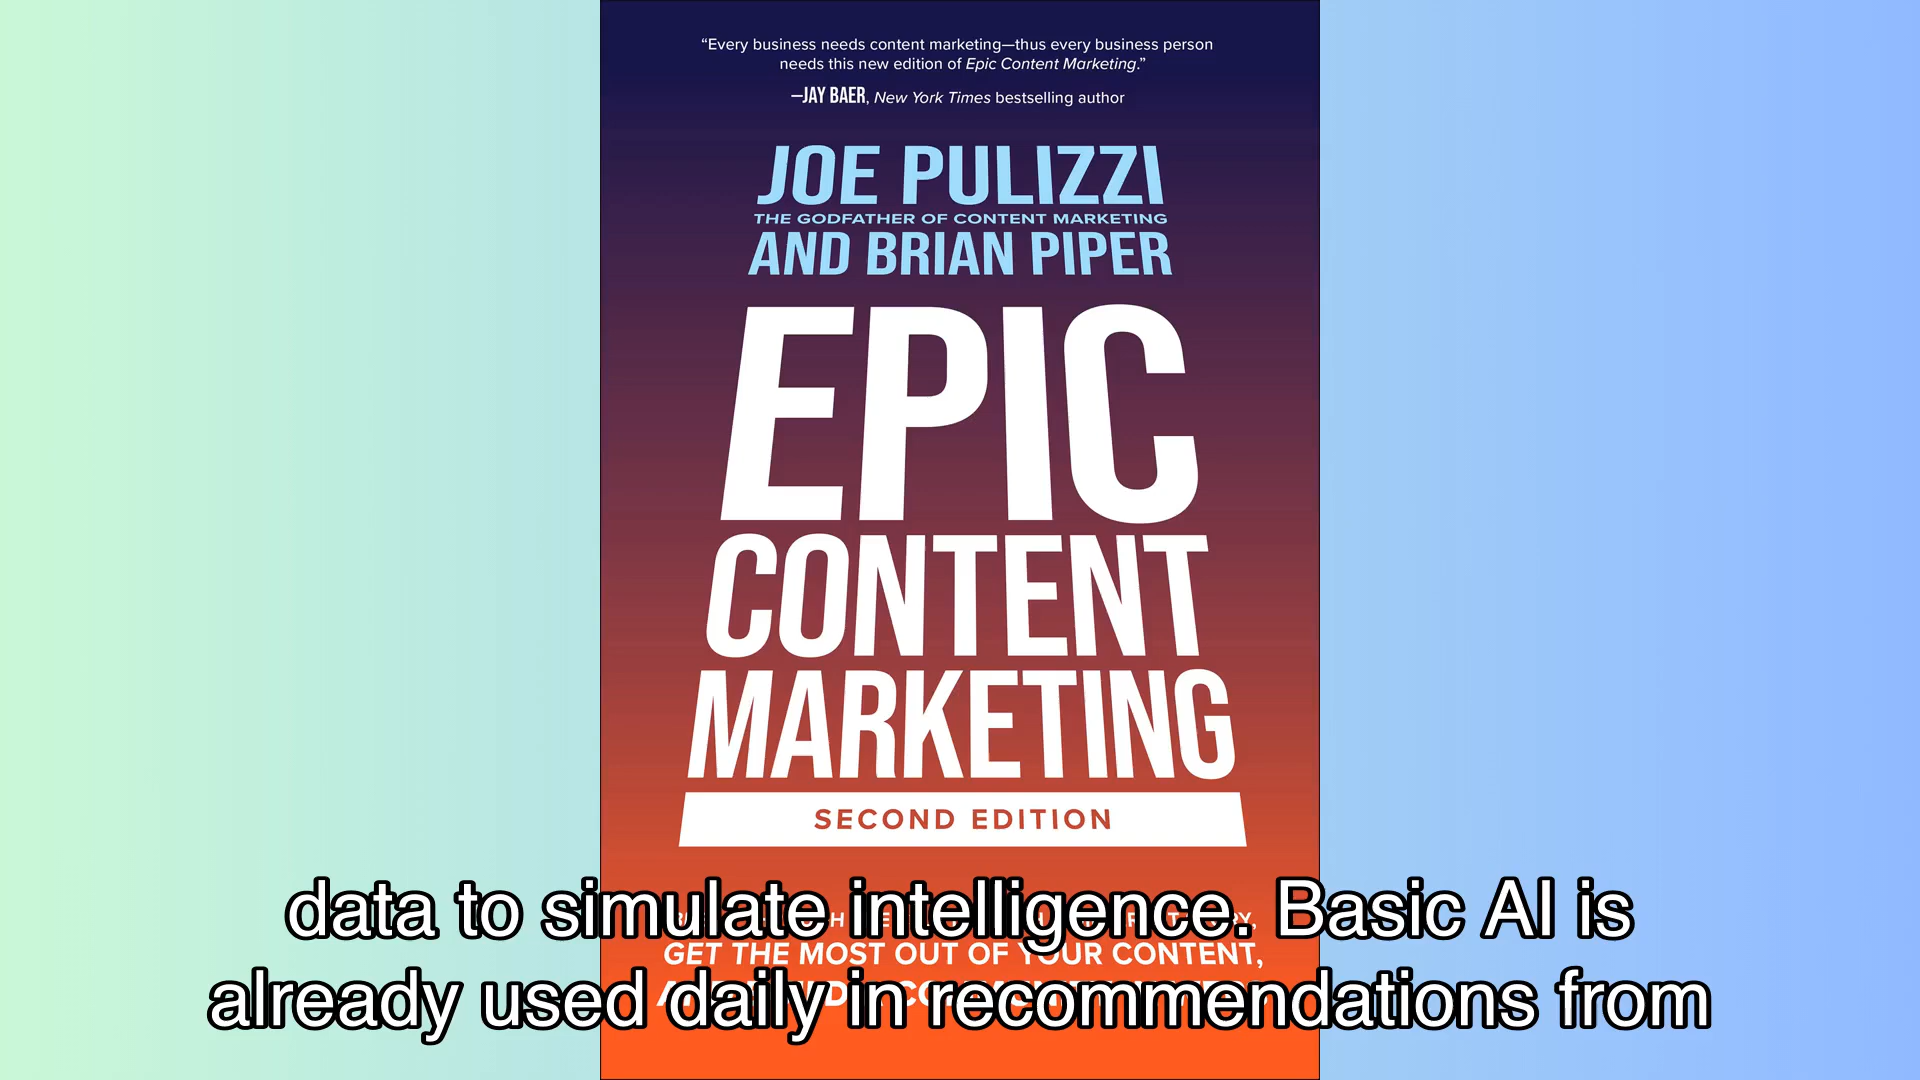 “Every business needs content marketing—thus every business person
needs this new edition of Epic Content Marketing.”
—JAY BAER, New York Times bestselling author
JOE PULIZZI
THE GODFATHER OF CONTENT MARKETING
AND BRIAN PIPER
EPIC
CONTENT
MARKETING
SECOND EDITION
data to simulate intelligence. Basic AI is
GET THE MOST OUT OF YOUR CONTENT,
already used daily in recommendations from